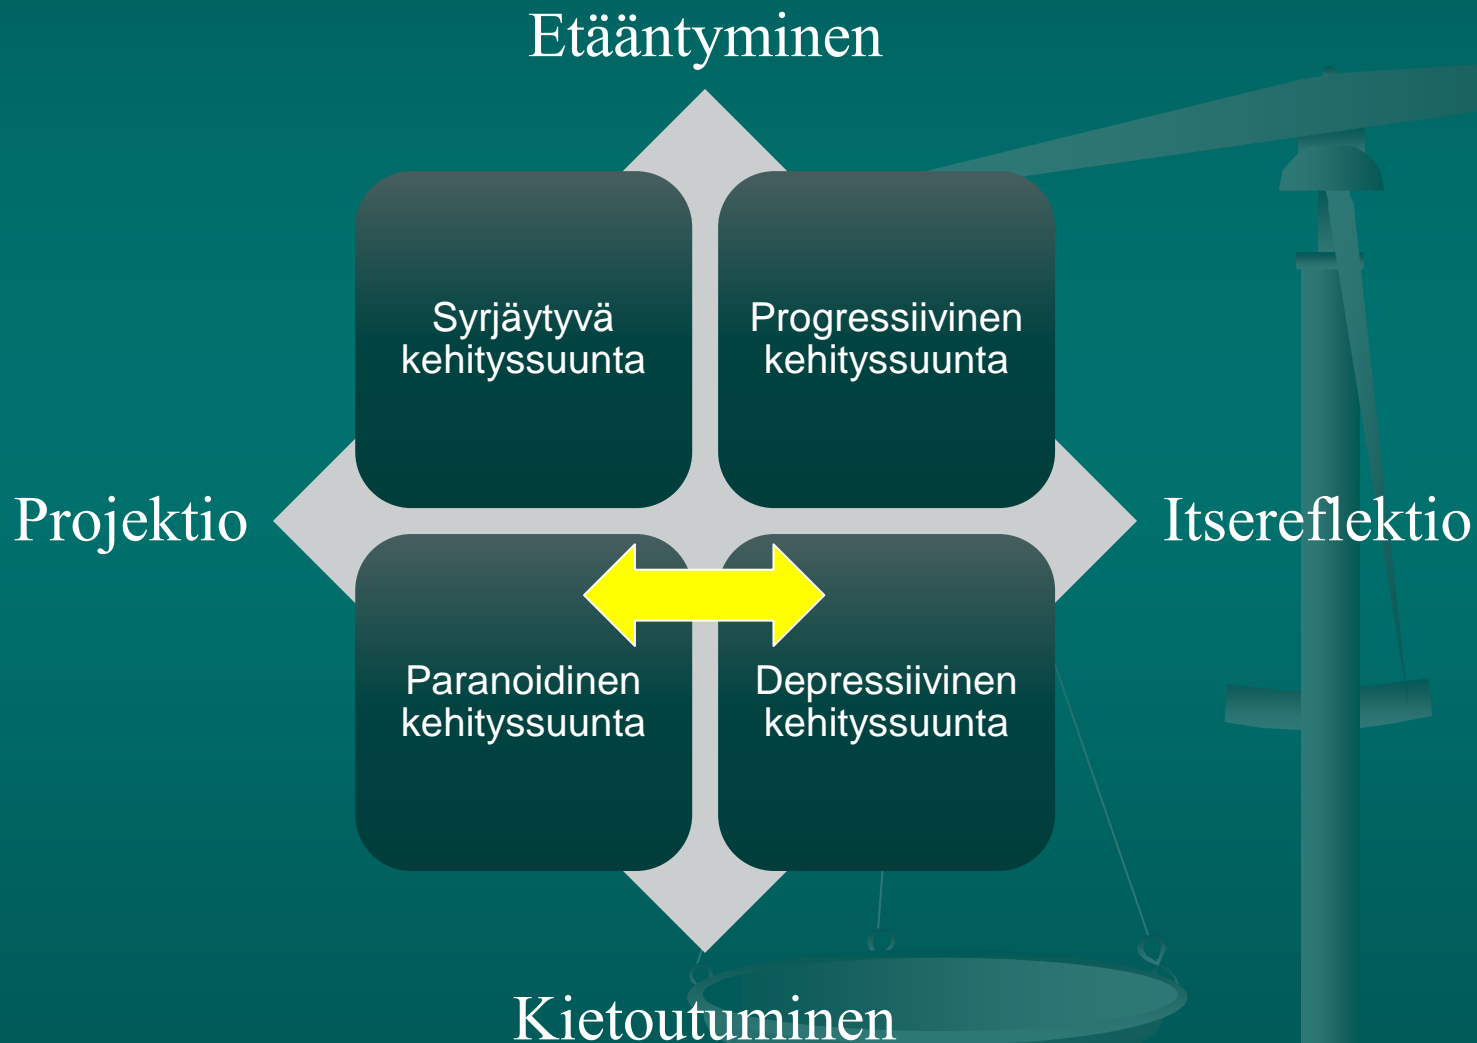 Etääntyminen
Syrjäytyvä
kehityssuunta
Progressiivinen
kehityssuunta
Projektio
Itsereflektio
Paranoidinen
kehityssuunta
Depressiivinen
kehityssuunta
Kietoutuminen